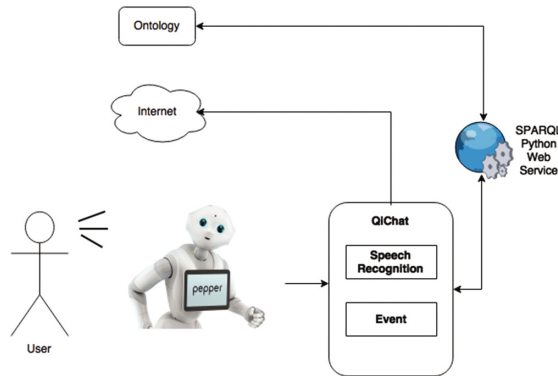 Ontology
Internet
SPARQL
Python
Web
Service
QiChat
Speech
Recognition
Event
pepper
User